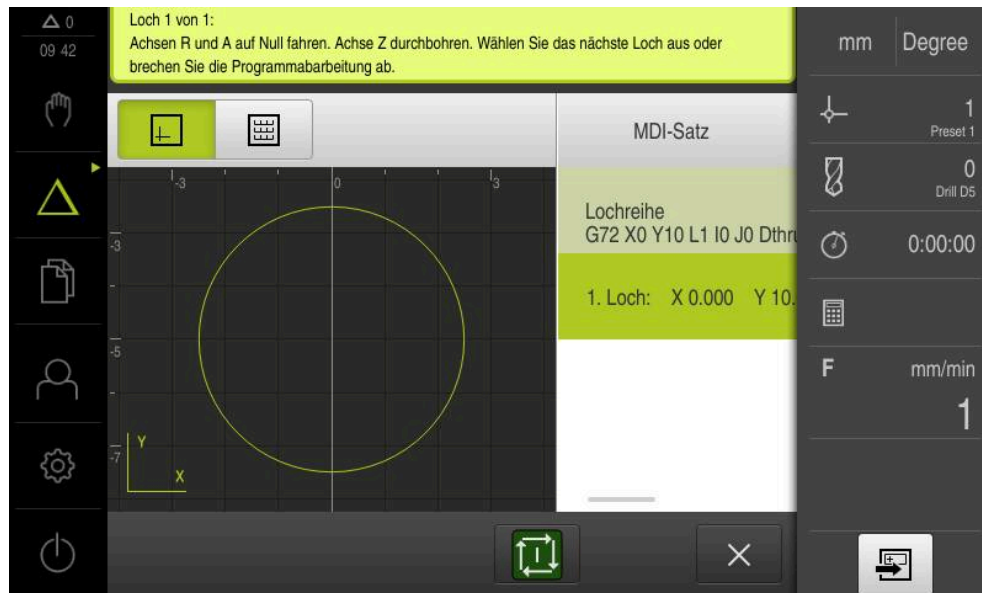 0
09 42
Loch 1 von 1:
Achsen R und A auf Null fahren. Achse Z durchbohren. Wählen Sie das nächste Loch aus oder
brechen Sie die Programmabarbeitung ab.
mm Degree
MDI-Satz
1
Preset 1
-3 0 3
0
Drill D5
Lochreihe
G72 X0 Y10 L1 I0 J0 Dthru
-3
0:00:00
1. Loch: X 0.000 Y 10.
-5
F mm/min
1
-7
Y
X